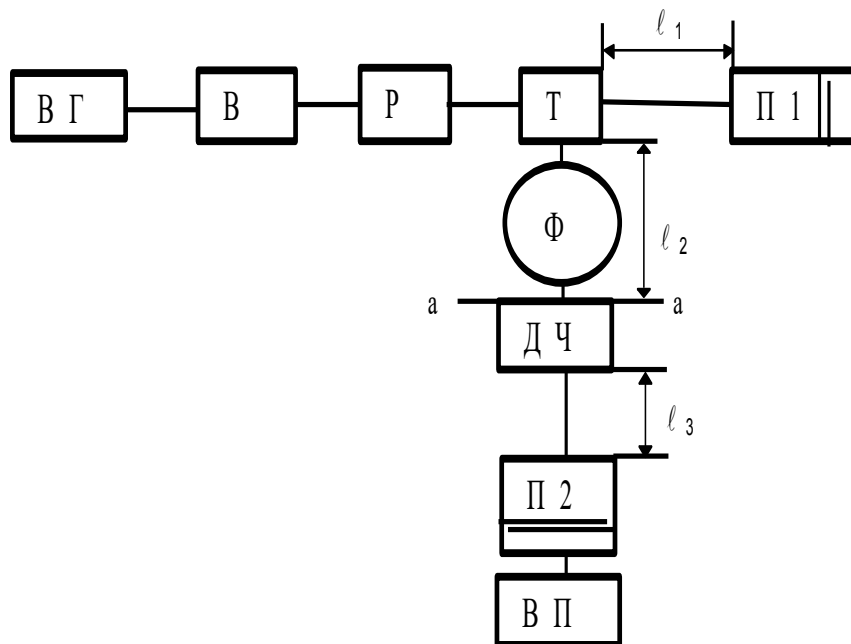 ℓ 1
В Г В Р Т П 1
Ф
ℓ 2
а а
Д Ч
ℓ 3
П 2
В П